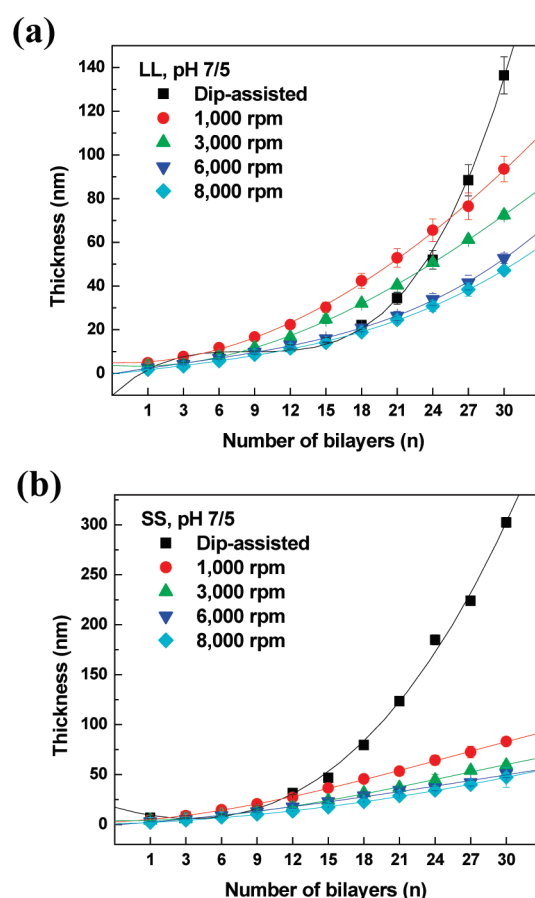 (a)
LL, pH 7/5
Dip-assisted
1,000 rpm
3,000 rpm
6,000 rpm
8,000 rpm
140
120
100
80
60
40
20
0
Thickness (nm)
1 3 6 9 12 15 18 21 24 27 30
Number of bilayers (n)
(b)
SS, pH 7/5
Dip-assisted
1,000 rpm
3,000 rpm
6,000 rpm
8,000 rpm
300
250
200
150
100
50
0
Thickness (nm)
1 3 6 9 12 15 18 21 24 27 30
Number of bilayers (n)